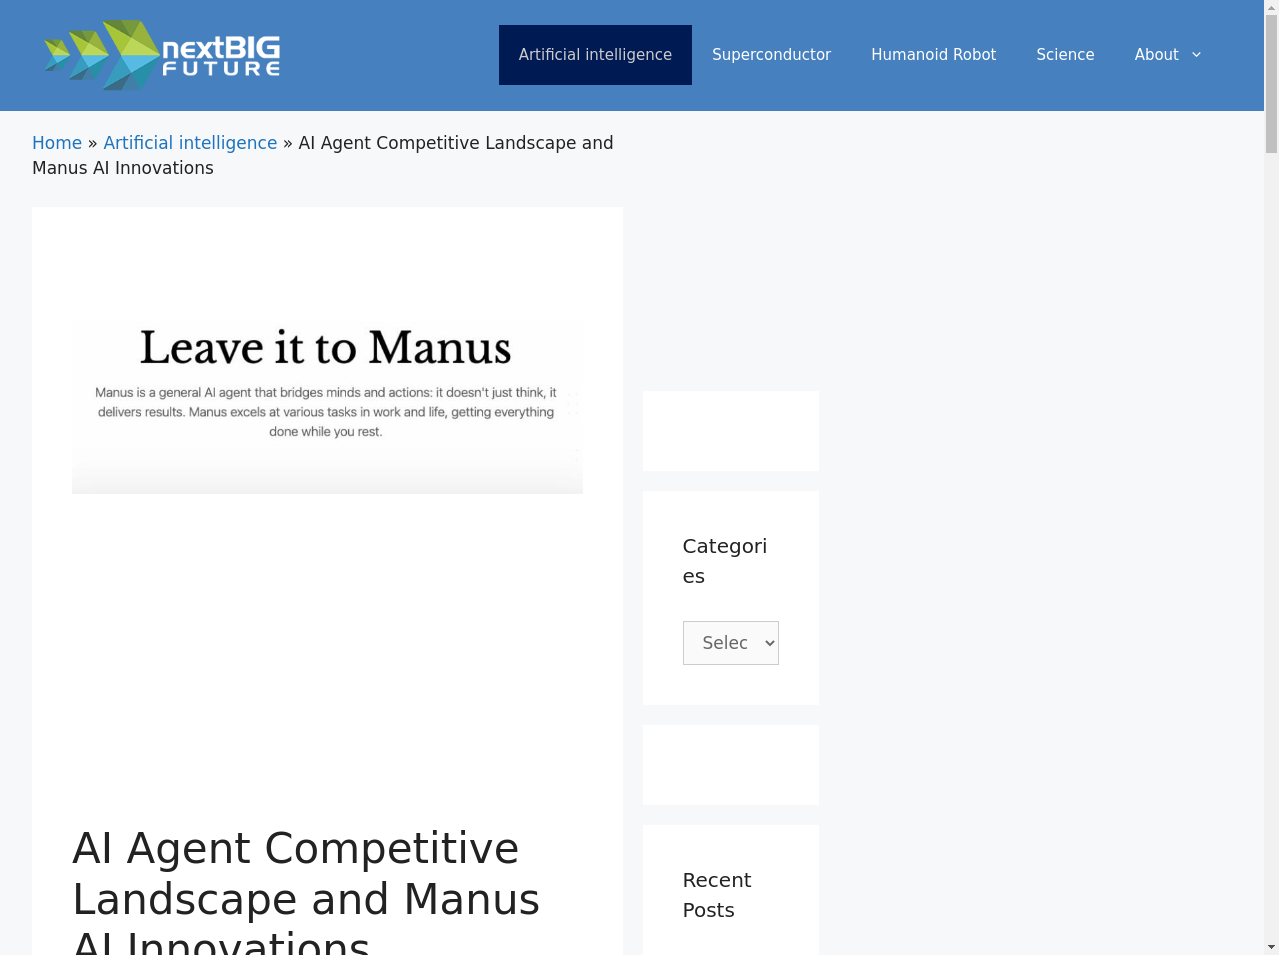 nextBIG
FUTURE
Artificial intelligence
Superconductor
Humanoid Robot
Science
About
Home » Artificial intelligence » AI Agent Competitive Landscape and
Manus AI Innovations
Leave it to Manus
Manus is a general AI agent that bridges minds and actions: it doesn't just think, it
delivers results. Manus excels at various tasks in work and life, getting everything
done while you rest.
Categori
es
Selec
AI Agent Competitive
Landscape and Manus
AI Innovations
Recent
Posts